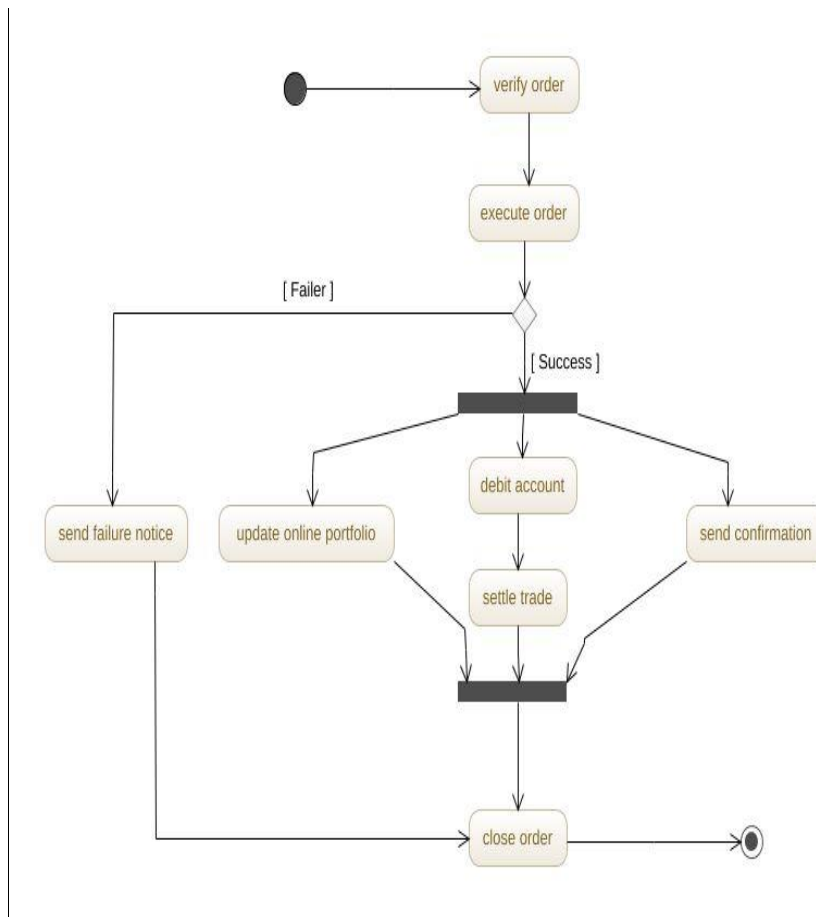 verify order
execute order
[ Failer ]
[ Success ]
debit account
send failure notice
update online portfolio
send confirmation
settle trade
close order